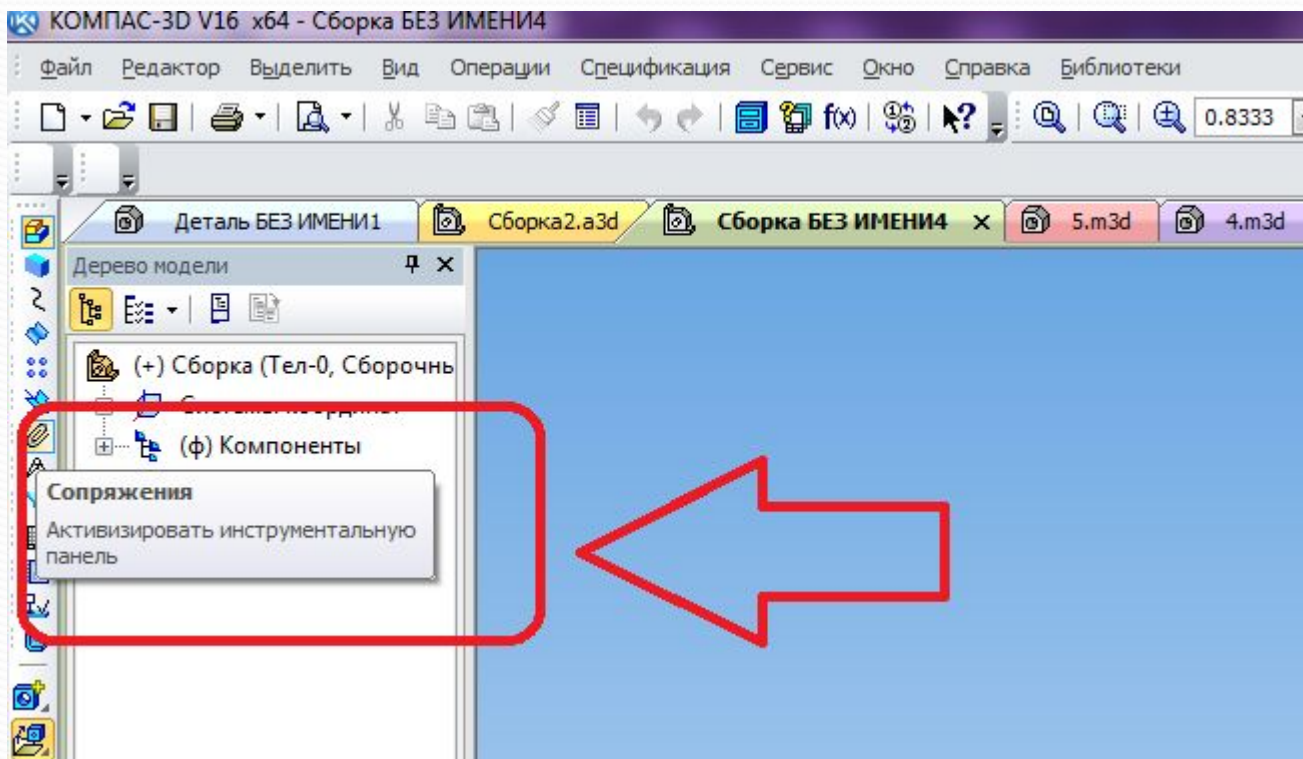 КОМПАС-3D V16 x64 - Сборка БЕЗ ИМЕНИ4
Файл Редактор Выделить Вид Операции Спецификация Сервис Окно Справка Библиотеки
f(x) 0.8333
Деталь БЕЗ ИМЕНИ1 Сборка2.a3d Сборка БЕЗ ИМЕНИ4 5.m3d 4.m3d
Дерево модели
(+) Сборка (Тел-0, Сборочнь
(ф) Компоненты
Сопряжения
Активизировать инструментальную
панель